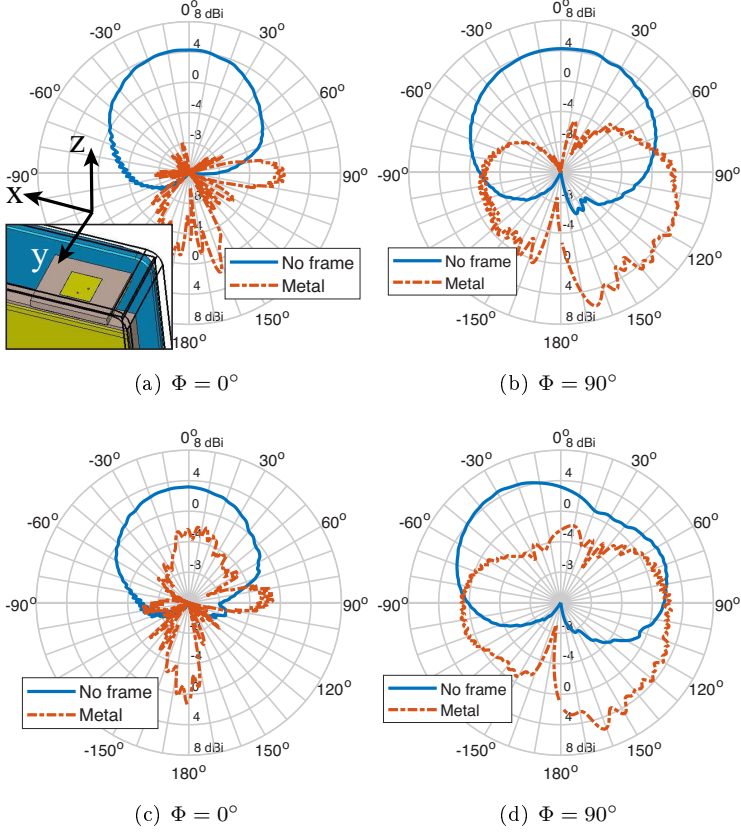 0° 8 dBi
-30° 30°
4
-60° 0 60°
-4
-3
-90° 90°
-3
-4
0
4
8 dBi 150°
180°
z
x
y
No frame
Metal
(a) Φ = 0°
0° 8 dBi
-30° 30°
4
-60° 0 60°
-4
-3
-90° 90°
-3
-4
0 120°
4
-150° 8 dBi 150°
180°
No frame
Metal
(b) Φ = 90°
0° 8 dBi
-30° 30°
4
-60° 0 60°
-4
-3
-90° 90°
-3
-4
0 120°
4
-150° 8 dBi 150°
180°
No frame
Metal
(c) Φ = 0°
0° 8 dBi
-30° 30°
4
-60° 0 60°
-4
-3
-90° 90°
-3
-4
0 120°
4
-150° 8 dBi 150°
180°
No frame
Metal
(d) Φ = 90°